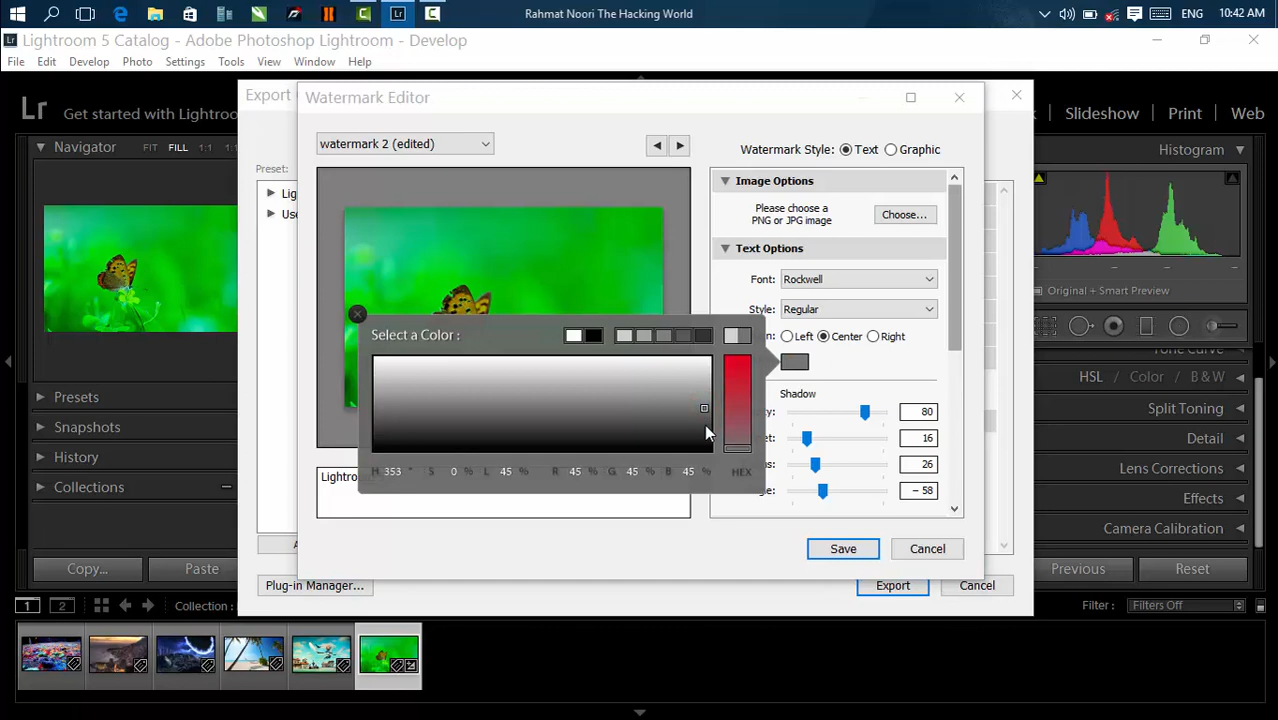 Rahmat Noori The Hacking World
ENG
10:42 AM
Lr
Lightroom 5 Catalog - Adobe Photoshop Lightroom - Develop
File Edit Develop Photo Settings Tools View Window Help
Export
Watermark Editor
Lr
Get started with Lightroom
Slideshow
Print
Web
Navigator
FIT FILL 1:1
watermark 2 (edited)
Watermark Style: Text Graphic
Histogram
Preset:
Image Options
Please choose a
PNG or JPG image
Choose...
Text Options
Font: Rockwell
Style: Regular
Original + Smart Preview
Select a Color :
Left Center Right
Shadow
80
16
26
- 58
H 353 ° S 0 % L 45 % R 45 % G 45 % B 45 % HEX
Presets
Snapshots
History
Collections
Tone Curve
HSL / Color / B & W
Split Toning
Detail
Lens Corrections
Effects
Camera Calibration
Save
Cancel
Copy...
Paste
Plug-in Manager...
Export
Cancel
Previous
Reset
1 2
Collection :
Filter : Filters Off